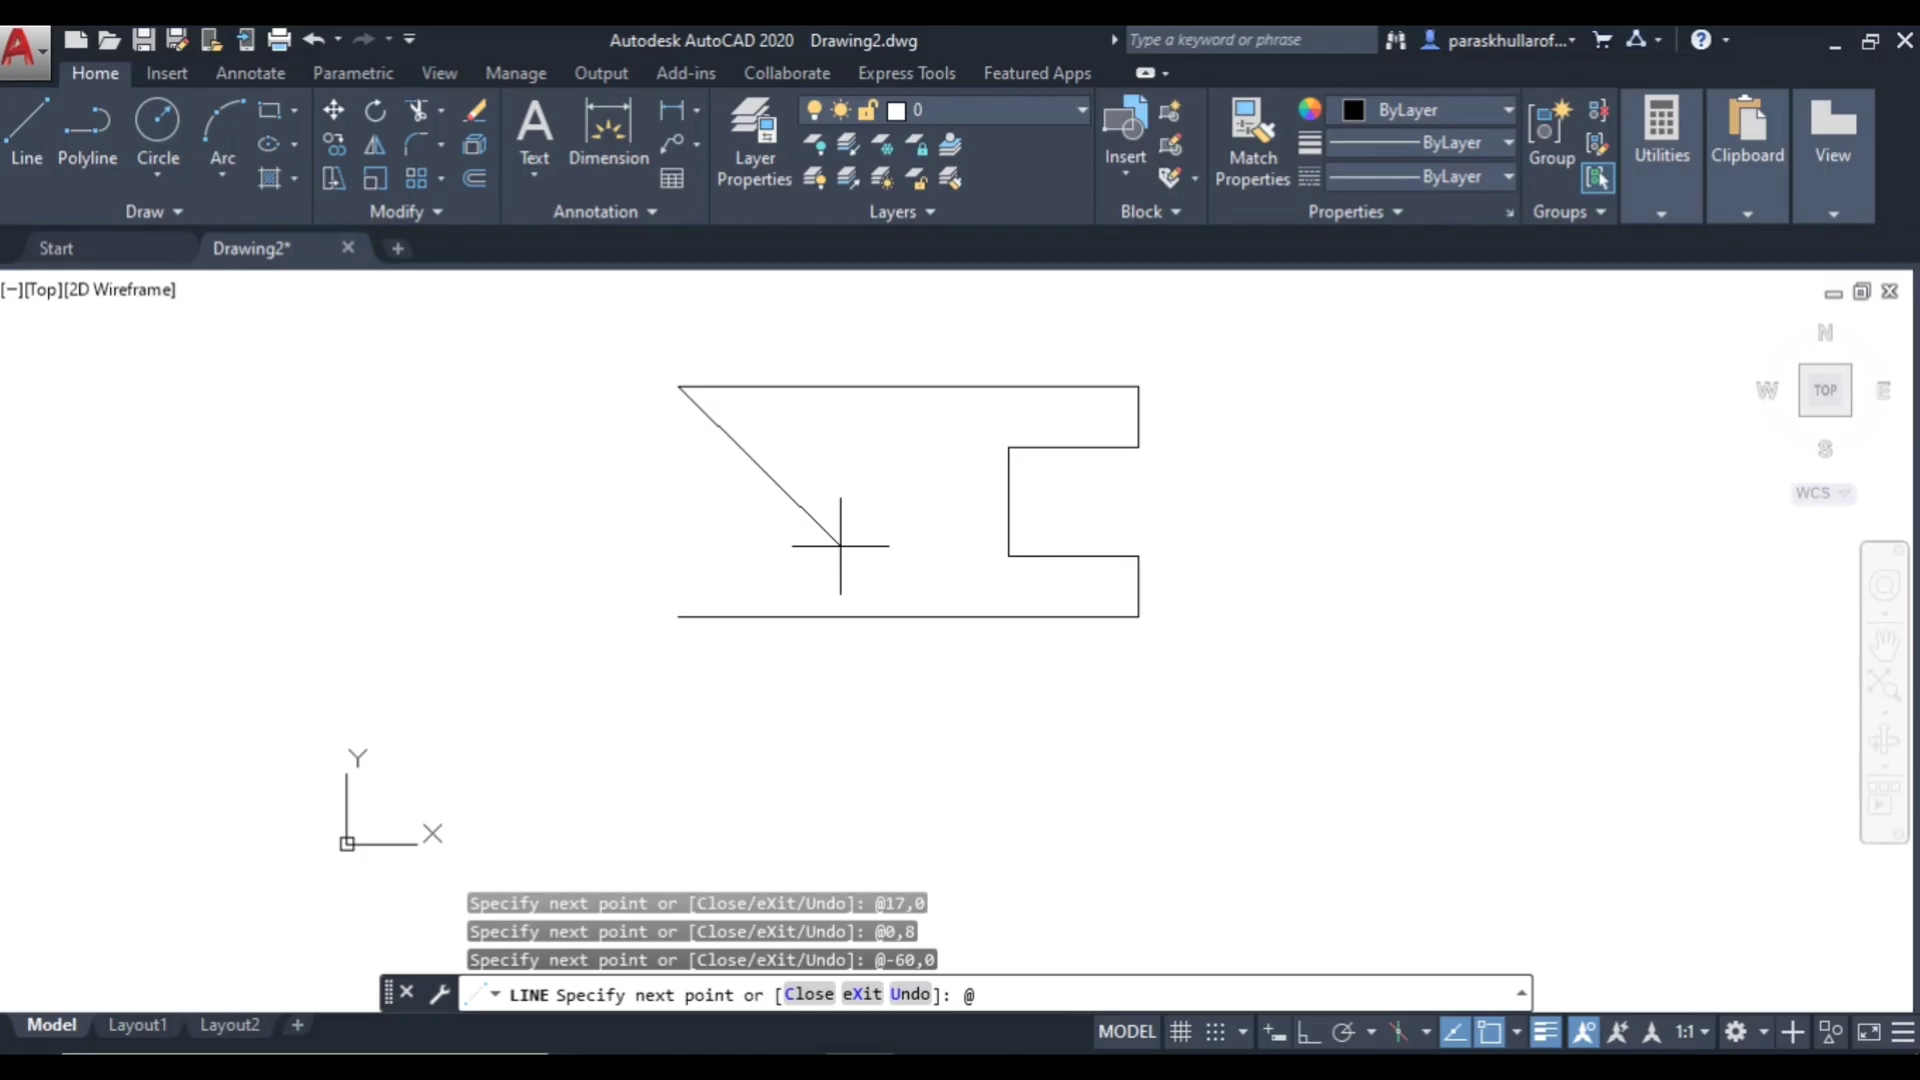 Autodesk AutoCAD 2020 Drawing2.dwg
Type a keyword or phrase
paraskhullarof...
Home Insert Annotate Parametric View Manage Output Add-ins Collaborate Express Tools Featured Apps
0
ByLayer
ByLayer
ByLayer
Line Polyline Circle Arc
Text Dimension
Layer Properties
Insert
Match Properties
Group
Utilities Clipboard View
Draw Modify Annotation Layers Block Properties Groups
Start Drawing2*
[−][Top][2D Wireframe]
N
W TOP E
S
WCS
Y
X
Specify next point or [Close/eXit/Undo]: @17,0
Specify next point or [Close/eXit/Undo]: @0,8
Specify next point or [Close/eXit/Undo]: @-60,0
LINE Specify next point or [Close eXit Undo]: @
Model Layout1 Layout2
MODEL 1:1